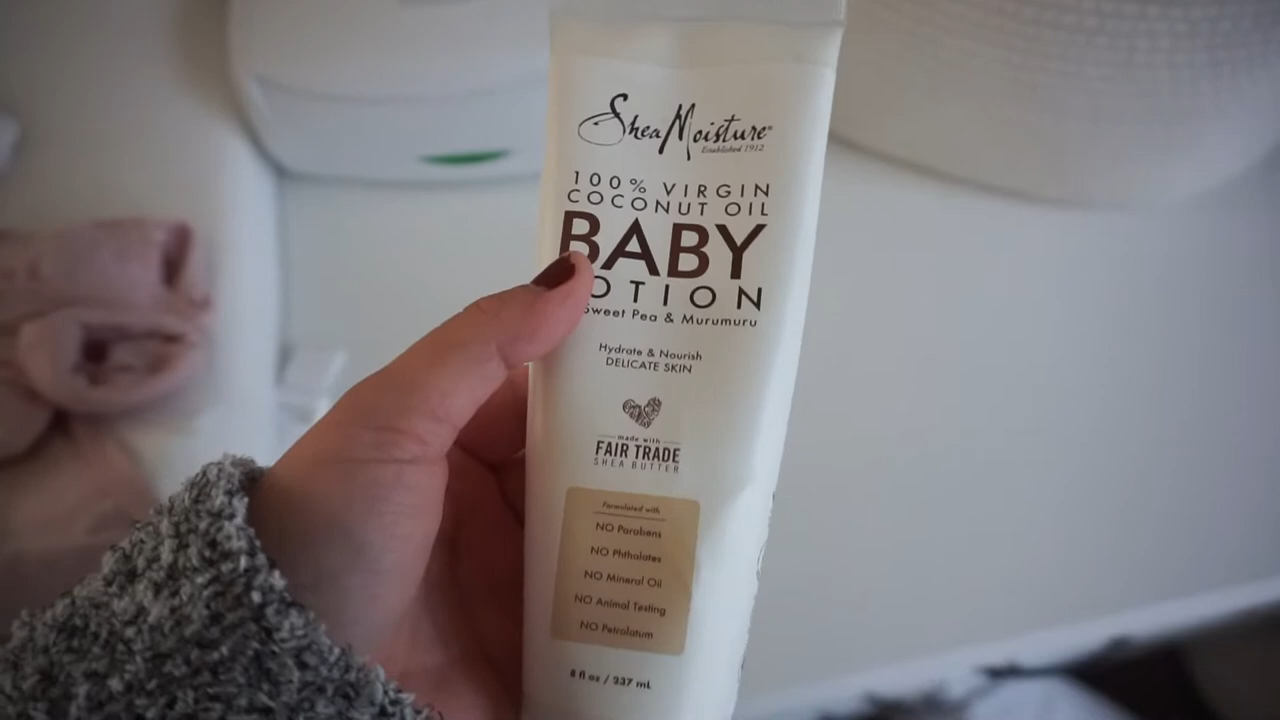 SheaMoisture®
Established 1912
100% VIRGIN
COCONUT OIL
BABY
OTION
Sweet Pea & Murumuru
Hydrate & Nourish
DELICATE SKIN
made with
FAIR TRADE
SHEA BUTTER
Formulated with
NO Parabens
NO Phthalates
NO Mineral Oil
NO Animal Testing
NO Petrolatum
8 fl oz / 237 mL